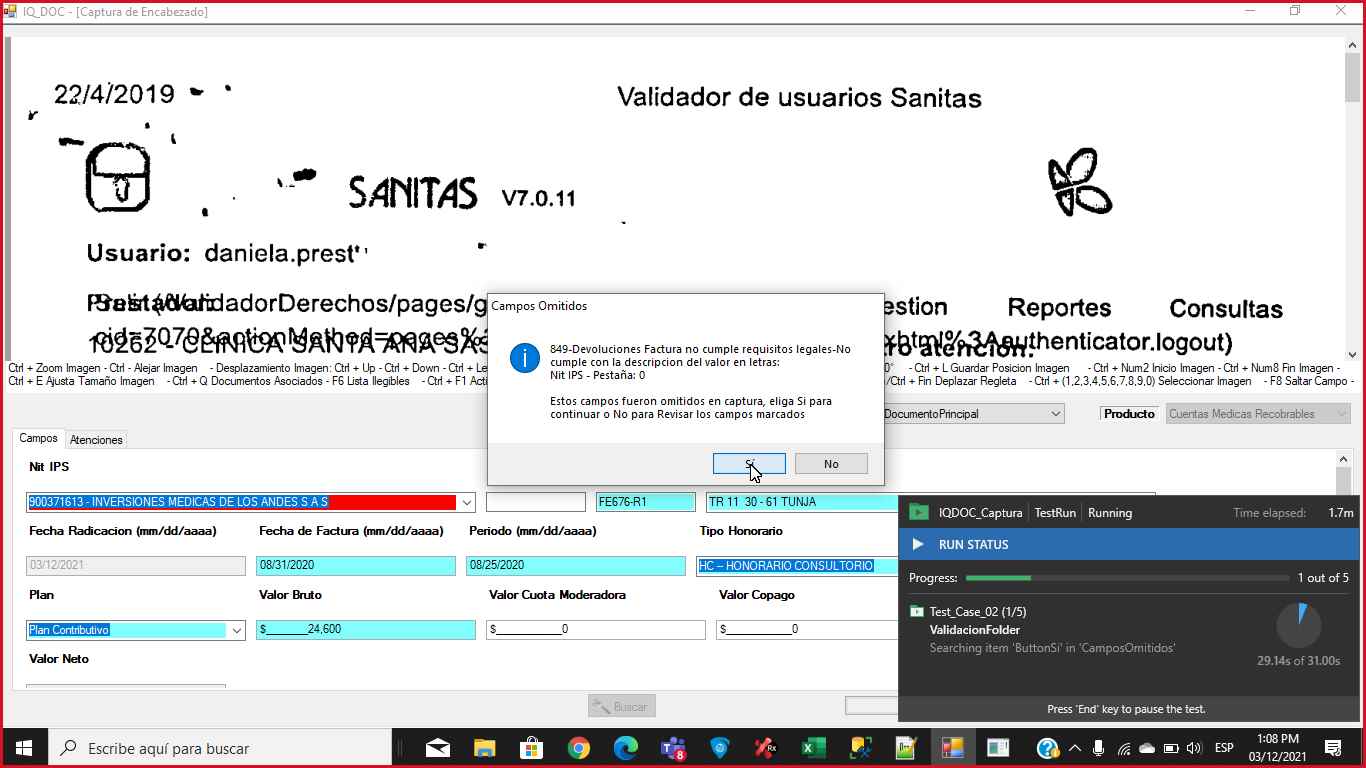 IQ_DOC - [Captura de Encabezado]
22/4/2019
Validador de usuarios Sanitas
SANITAS V7.0.11
Usuario: daniela.prest
estion Reportes Consultas
cid=7070&actionMethod=pages%3
xhtml%3Aauthenticator.logout)
10262 - CLINICA SANTA ANA SAS
tro atención:
Ctrl + Zoom Imagen - Ctrl - Alejar Imagen - Desplazamiento Imagen: Ctrl + Up - Ctrl + Down - Ctrl + Le
- Ctrl + L Guardar Posicion Imagen - Ctrl + Num2 Inicio Imagen - Ctrl + Num8 Fin Imagen -
Ctrl + E Ajusta Tamaño Imagen - Ctrl + Q Documentos Asociados - F6 Lista Ilegibles - Ctrl + F1 Acti
/Ctrl + Fin Deplazar Regleta - Ctrl + (1,2,3,4,5,6,7,8,9,0) Seleccionar Imagen - F8 Saltar Campo -
Campos Omitidos
849-Devoluciones Factura no cumple requisitos legales-No
cumple con la descripcion del valor en letras:
Nit IPS - Pestaña: 0
Estos campos fueron omitidos en captura, eliga Si para
continuar o No para Revisar los campos marcados
Sí
No
DocumentoPrincipal
Producto
Cuentas Medicas Recobrables
Campos
Atenciones
Nit IPS
900371613 - INVERSIONES MEDICAS DE LOS ANDES S A S
FE676-R1
TR 11 30 - 61 TUNJA
Fecha Radicacion (mm/dd/aaaa)
Fecha de Factura (mm/dd/aaaa)
Periodo (mm/dd/aaaa)
Tipo Honorario
03/12/2021
08/31/2020
08/25/2020
HC – HONORARIO CONSULTORIO
Plan
Valor Bruto
Valor Cuota Moderadora
Valor Copago
Plan Contributivo
$_______24,600
$___________0
$___________0
Valor Neto
Buscar
IQDOC_Captura
TestRun
Running
Time elapsed: 1.7m
RUN STATUS
Progress:
1 out of 5
Test_Case_02 (1/5)
ValidacionFolder
Searching item 'ButtonSi' in 'CamposOmitidos'
29.14s of 31.00s
Press 'End' key to pause the test.
Escribe aquí para buscar
8
Rx
ESP
1:08 PM
03/12/2021